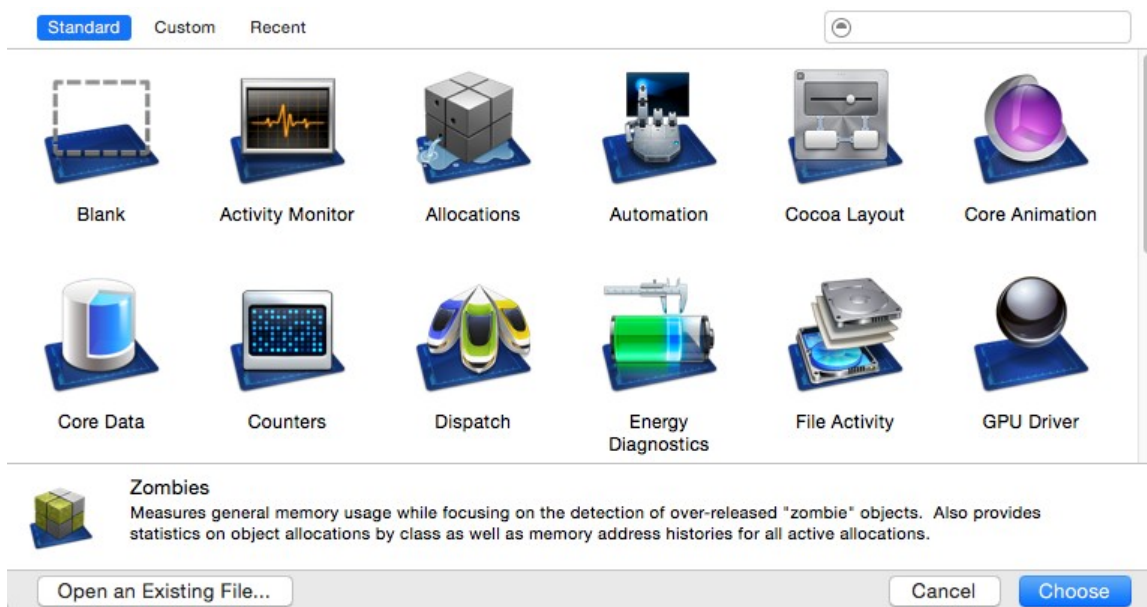 Standard Custom Recent
Blank Activity Monitor Allocations Automation Cocoa Layout Core Animation
Core Data Counters Dispatch Energy Diagnostics File Activity GPU Driver
Zombies
Measures general memory usage while focusing on the detection of over-released "zombie" objects. Also provides
statistics on object allocations by class as well as memory address histories for all active allocations.
Open an Existing File... Cancel Choose